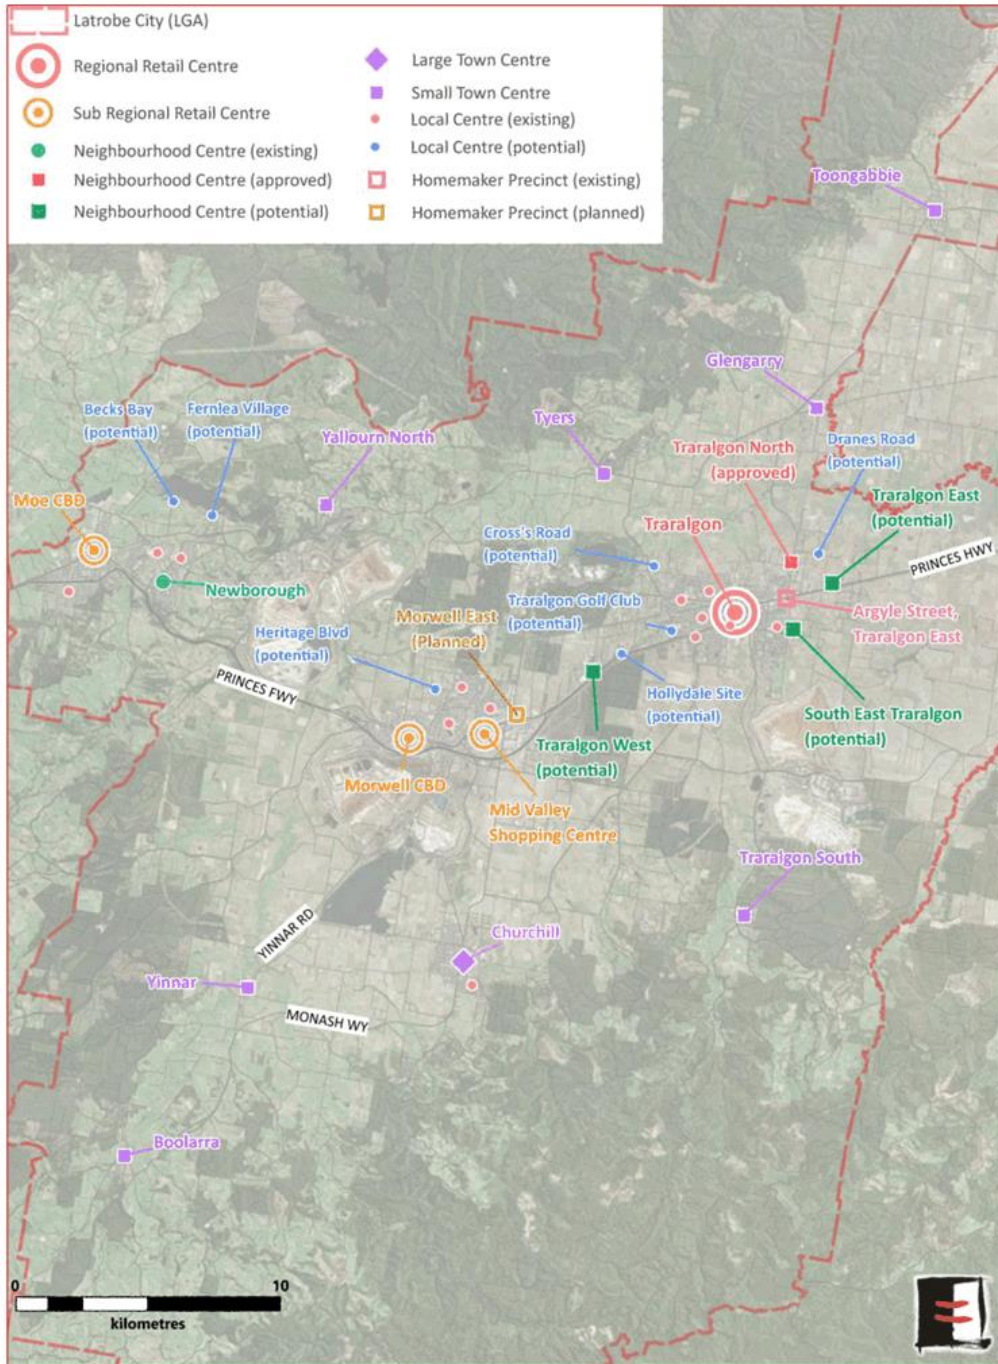 Latrobe City (LGA)
Regional Retail Centre
Sub Regional Retail Centre
Neighbourhood Centre (existing)
Neighbourhood Centre (approved)
Neighbourhood Centre (potential)
Large Town Centre
Small Town Centre
Local Centre (existing)
Local Centre (potential)
Homemaker Precinct (existing)
Homemaker Precinct (planned)
Toongabbie
Glengarry
Becks Bay
(potential)
Fernlea Village
(potential)
Yallourn North
Tyers
Traralgon North
(approved)
Dranes Road
(potential)
Moe CBD
Traralgon East
(potential)
Cross's Road
(potential)
Traralgon
PRINCES HWY
Newborough
Traralgon Golf Club
(potential)
Argyle Street,
Traralgon East
Heritage Blvd
(potential)
Morwell East
(Planned)
PRINCES FWY
Hollydale Site
(potential)
South East Traralgon
(potential)
Traralgon West
(potential)
Morwell CBD
Mid Valley
Shopping Centre
Traralgon South
YINNAR RD
Churchill
Yinnar
MONASH WY
Boolarra
0 10
kilometres